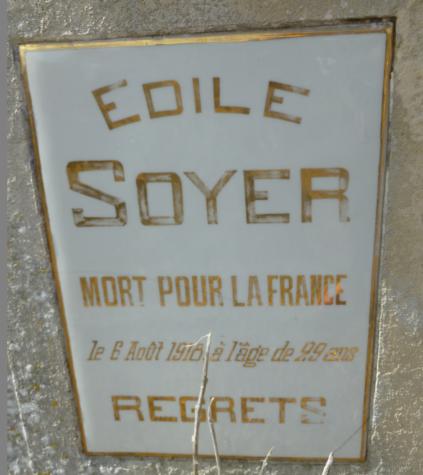 EDILE
SOYER
MORT POUR LA FRANCE
le 6 Août 1916 à l'âge de 29 ans
REGRETS